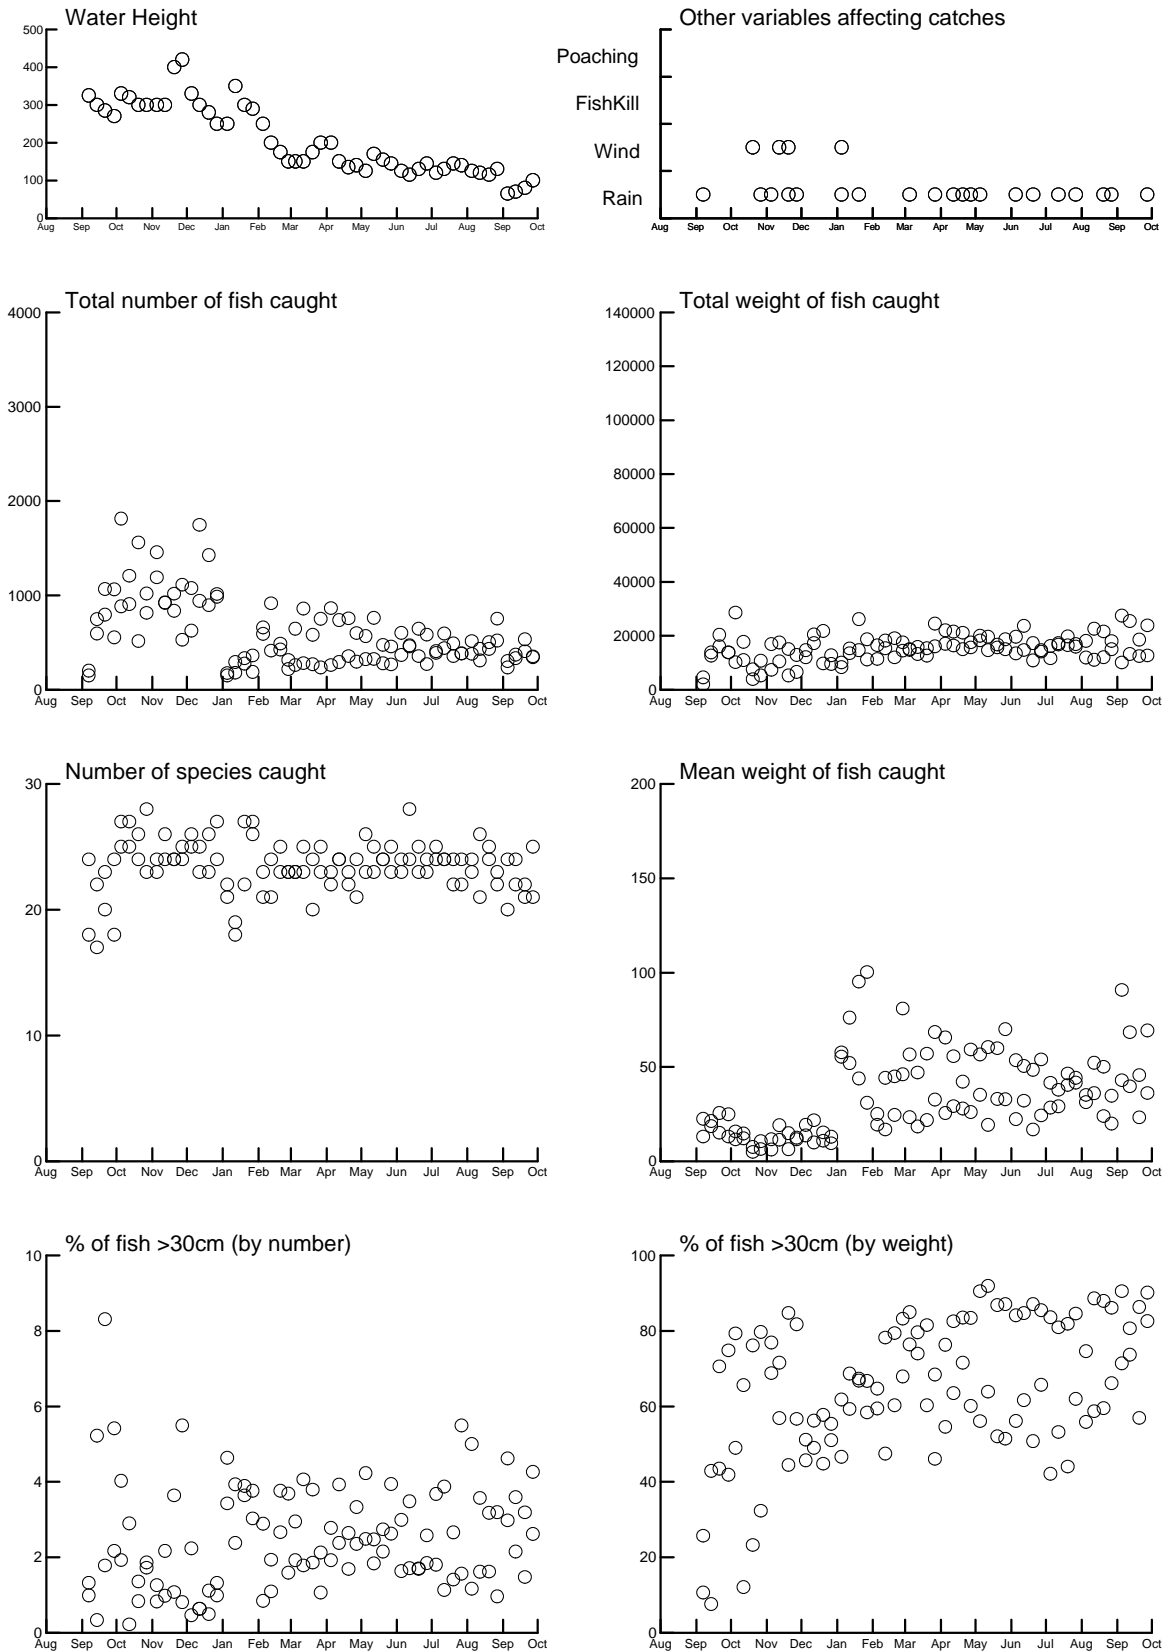 Water Height
500
400
300
200
100
0
Aug Sep Oct Nov Dec Jan Feb Mar Apr May Jun Jul Aug Sep Oct
Other variables affecting catches
Poaching
FishKill
Wind
Rain
Aug Sep Oct Nov Dec Jan Feb Mar Apr May Jun Jul Aug Sep Oct
Total number of fish caught
4000
3000
2000
1000
0
Aug Sep Oct Nov Dec Jan Feb Mar Apr May Jun Jul Aug Sep Oct
Total weight of fish caught
140000
120000
100000
80000
60000
40000
20000
0
Aug Sep Oct Nov Dec Jan Feb Mar Apr May Jun Jul Aug Sep Oct
Number of species caught
30
20
10
0
Aug Sep Oct Nov Dec Jan Feb Mar Apr May Jun Jul Aug Sep Oct
Mean weight of fish caught
200
150
100
50
0
Aug Sep Oct Nov Dec Jan Feb Mar Apr May Jun Jul Aug Sep Oct
% of fish >30cm (by number)
10
8
6
4
2
0
Aug Sep Oct Nov Dec Jan Feb Mar Apr May Jun Jul Aug Sep Oct
% of fish >30cm (by weight)
100
80
60
40
20
0
Aug Sep Oct Nov Dec Jan Feb Mar Apr May Jun Jul Aug Sep Oct